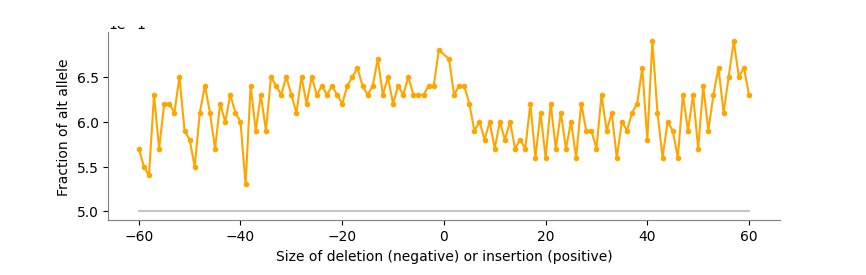 6.5
6.0
5.5
5.0
Fraction of alt allele
−60 −40 −20 0 20 40 60
Size of deletion (negative) or insertion (positive)